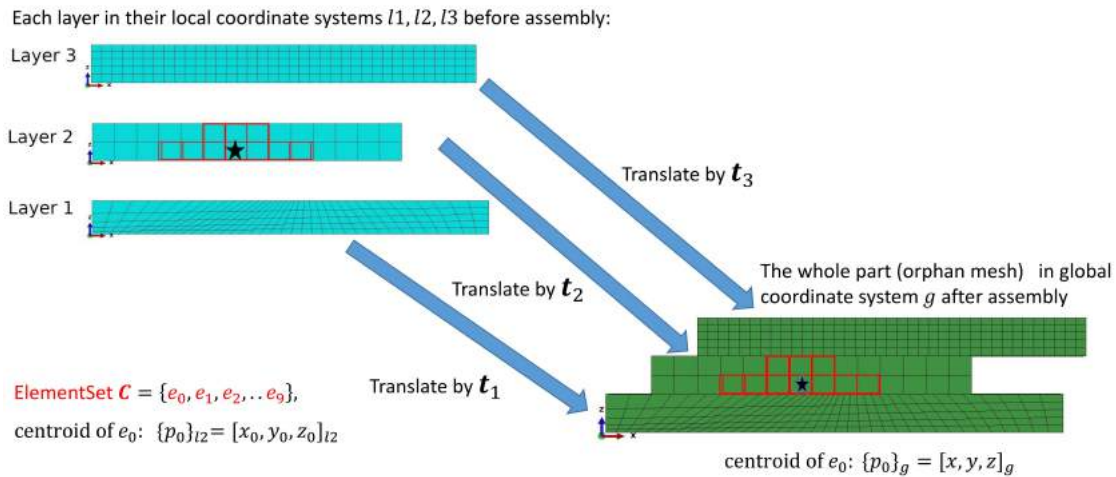 Each layer in their local coordinate systems l1, l2, l3 before assembly:
Layer 3
z
x
Layer 2
z
x
Layer 1
z
x
Translate by t₃
Translate by t₂
Translate by t₁
The whole part (orphan mesh) in global
coordinate system g after assembly
z
x
ElementSet C = {e₀, e₁, e₂, . . e₉},
centroid of e₀: {p₀}ₗ₂= [x₀, y₀, z₀]ₗ₂
centroid of e₀: {p₀}g = [x, y, z]g